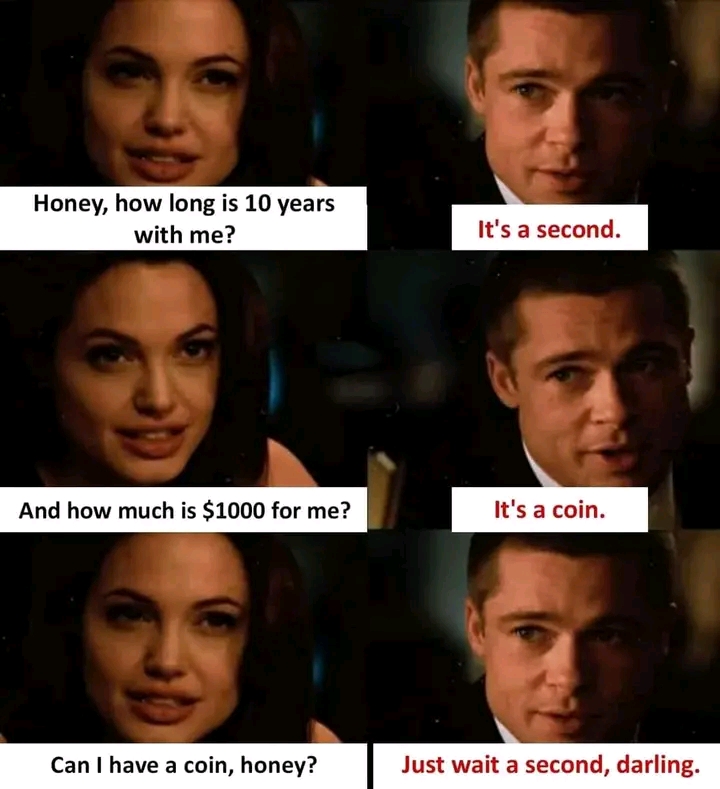 Honey, how long is 10 years
with me?
It's a second.
And how much is $1000 for me?
It's a coin.
Can I have a coin, honey?
Just wait a second, darling.